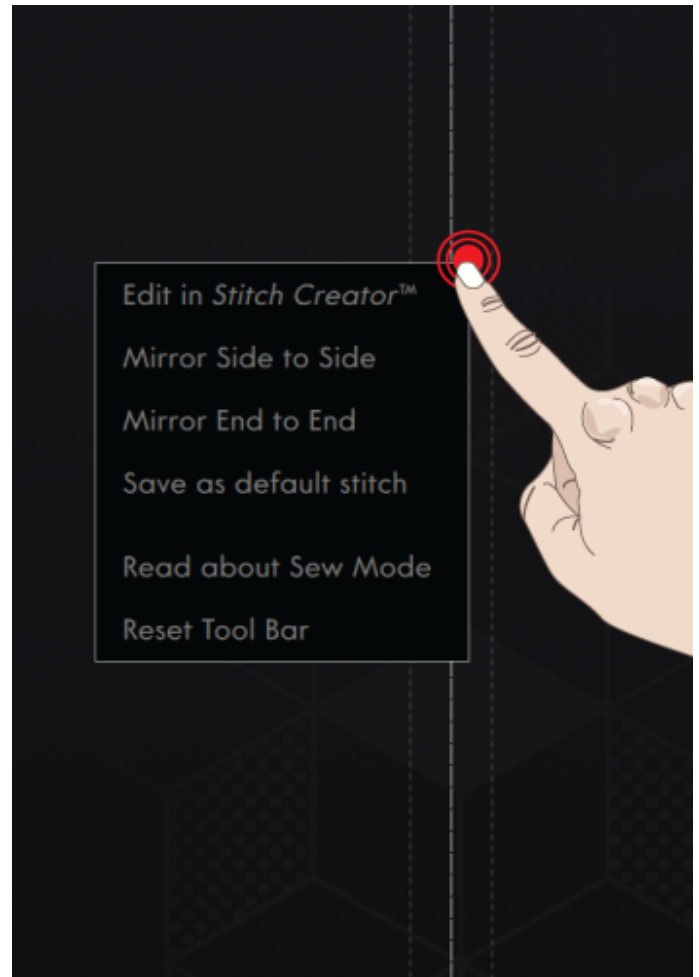 Edit in Stitch Creator™
Mirror Side to Side
Mirror End to End
Save as default stitch
Read about Sew Mode
Reset Tool Bar